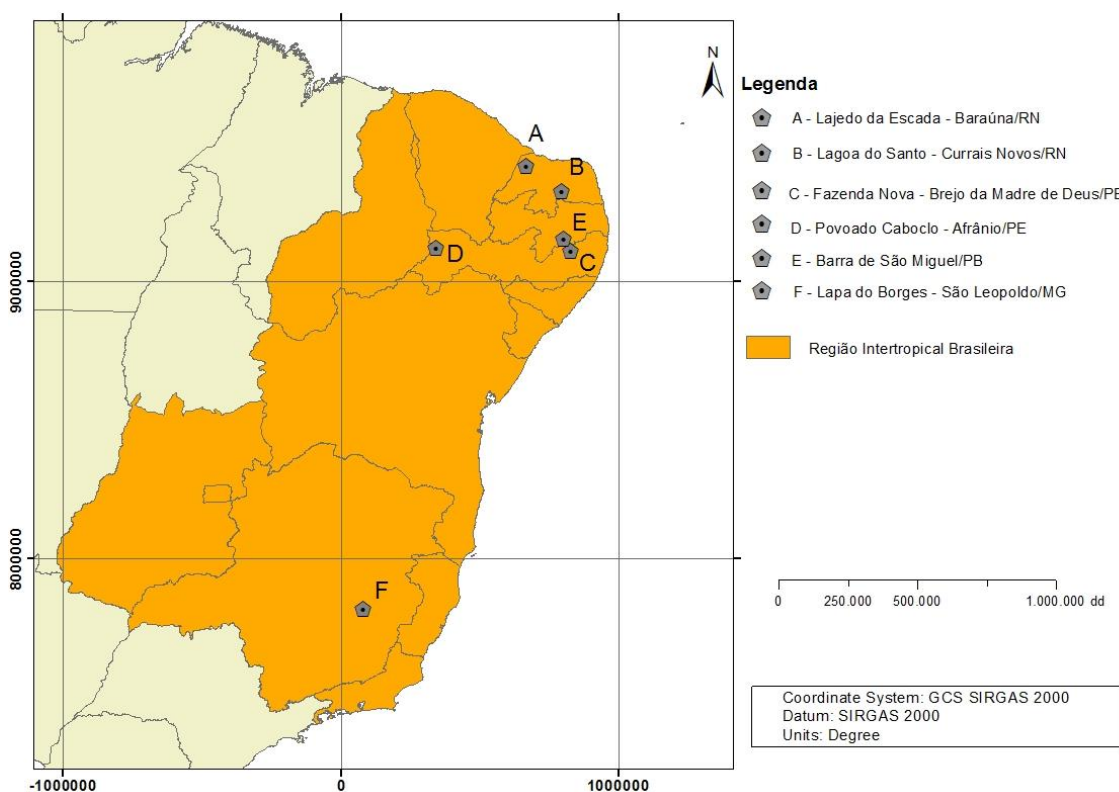 N
Legenda
A - Lajedo da Escada - Baraúna/RN
B - Lagoa do Santo - Currais Novos/RN
C - Fazenda Nova - Brejo da Madre de Deus/PE
D - Povoado Caboclo - Afrânio/PE
E - Barra de São Miguel/PB
F - Lapa do Borges - São Leopoldo/MG
Região Intertropical Brasileira
A
B
E
D
C
F
9000000
8000000
-1000000
0
1000000
0 250.000 500.000 1.000.000 dd
Coordinate System: GCS SIRGAS 2000
Datum: SIRGAS 2000
Units: Degree